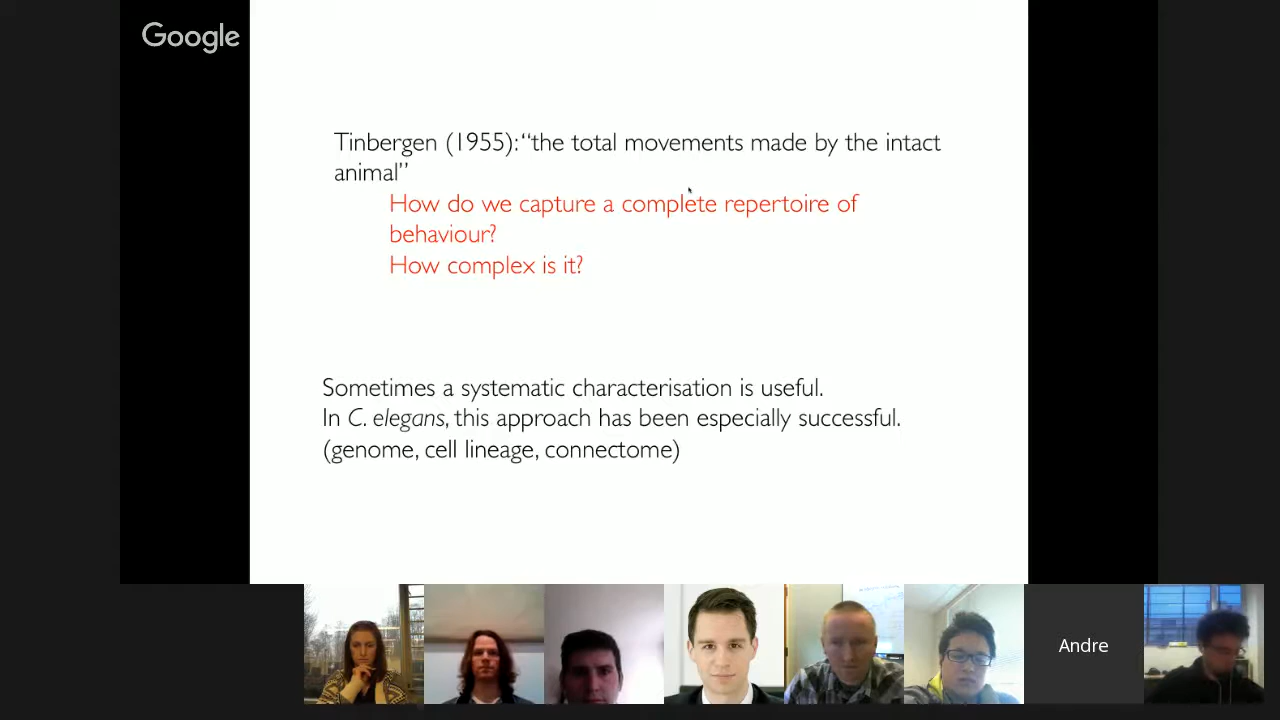 Google
Tinbergen (1955): “the total movements made by the intact
animal”
How do we capture a complete repertoire of
behaviour?
How complex is it?
Sometimes a systematic characterisation is useful.
In C. elegans, this approach has been especially successful.
(genome, cell lineage, connectome)
Andre